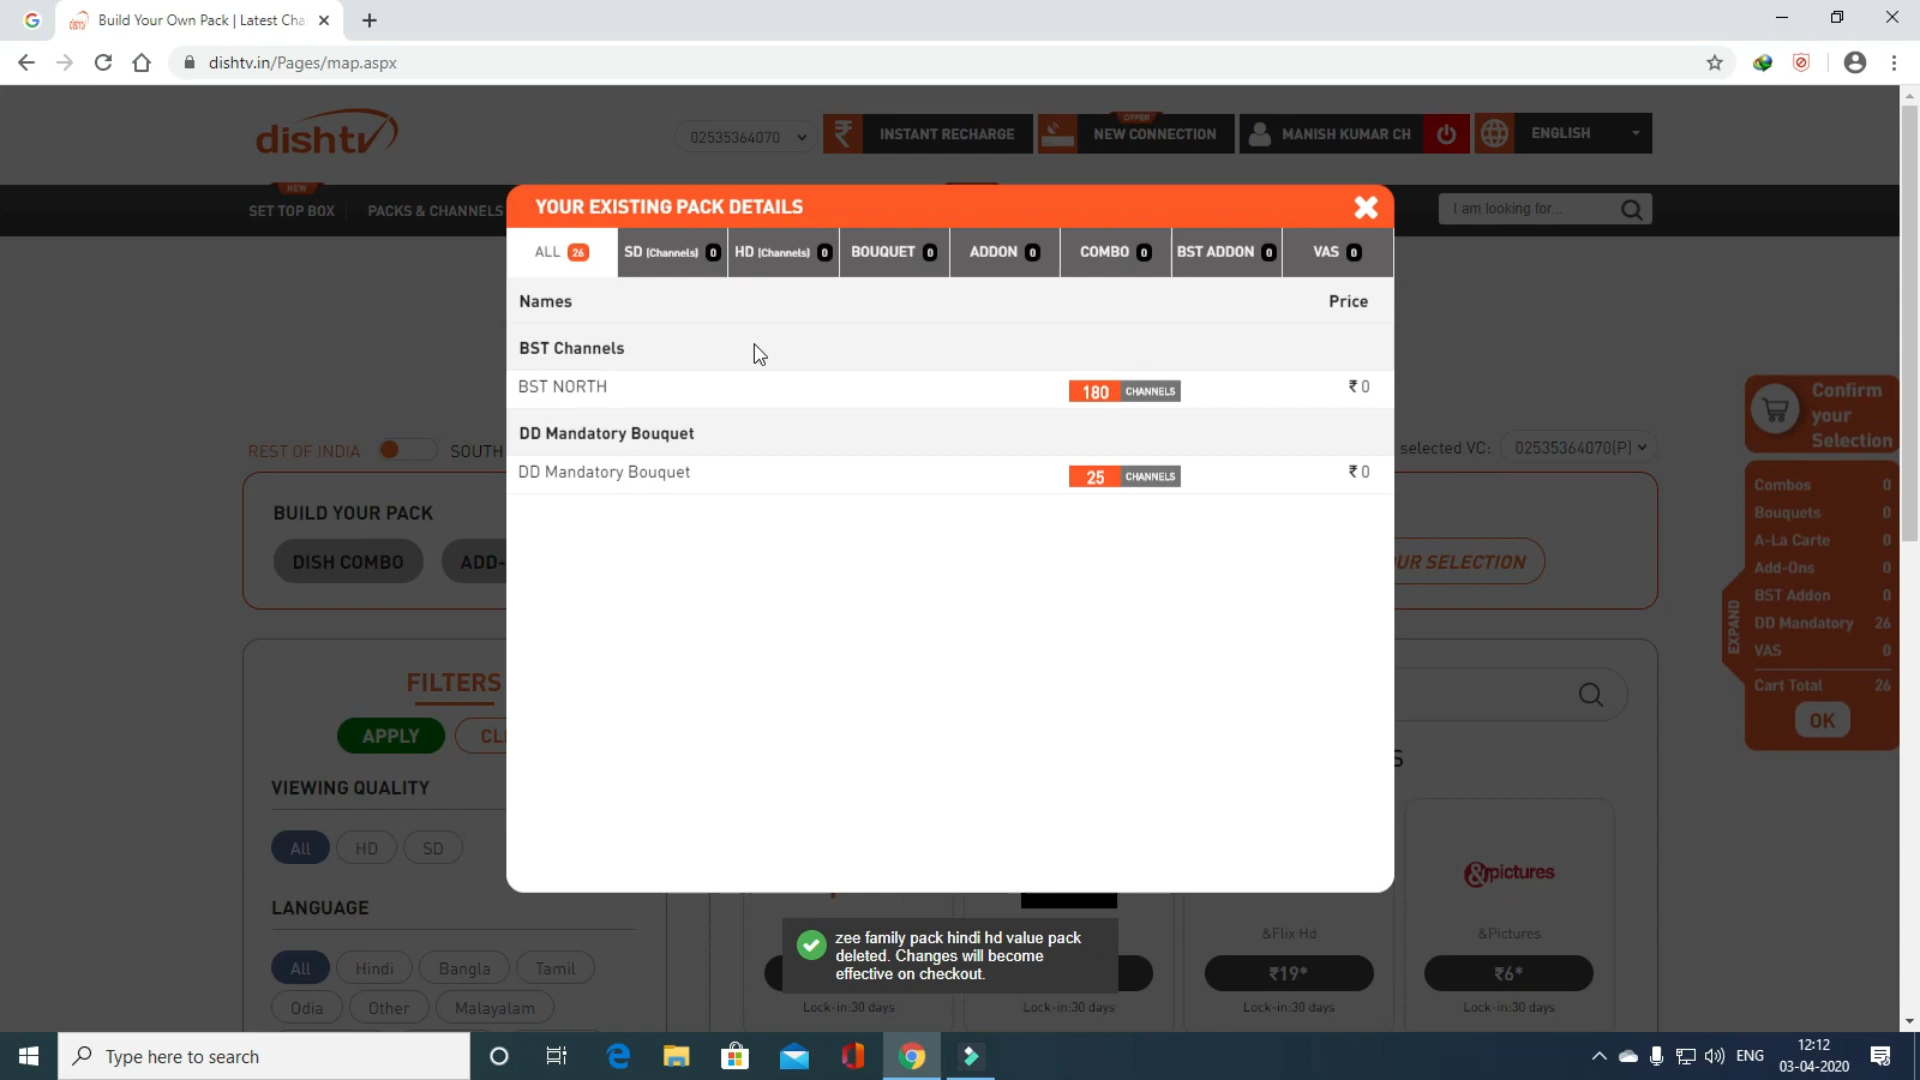 Build Your Own Pack | Latest Cha
dishtv.in/Pages/map.aspx
dishtv
02535364070
INSTANT RECHARGE
OFFER
NEW CONNECTION
MANISH KUMAR CH
ENGLISH
NEW
SET TOP BOX
PACKS & CHANNELS
I am looking for...
YOUR EXISTING PACK DETAILS
ALL 26
SD (Channels) 0
HD (Channels) 0
BOUQUET 0
ADDON 0
COMBO 0
BST ADDON 0
VAS 0
Names Price
BST Channels
BST NORTH 180 CHANNELS ₹ 0
DD Mandatory Bouquet
DD Mandatory Bouquet 25 CHANNELS ₹ 0
REST OF INDIA SOUTH
selected VC: 02535364070(P)
BUILD YOUR PACK
DISH COMBO ADD-
UR SELECTION
Confirm
your
Selection
EXPAND
Combos 0
Bouquets 0
A-La Carte 0
Add-Ons 0
BST Addon 0
DD Mandatory 26
VAS 0
Cart Total 26
OK
FILTERS
APPLY CL
VIEWING QUALITY
All HD SD
LANGUAGE
All Hindi Bangla Tamil
Odia Other Malayalam
S
&pictures
&Flix Hd
&Pictures
₹19*
₹6*
Lock-in:30 days
Lock-in:30 days
Lock-in:30 days
Lock-in:30 days
zee family pack hindi hd value pack
deleted. Changes will become
effective on checkout.
Type here to search
ENG
12:12
03-04-2020